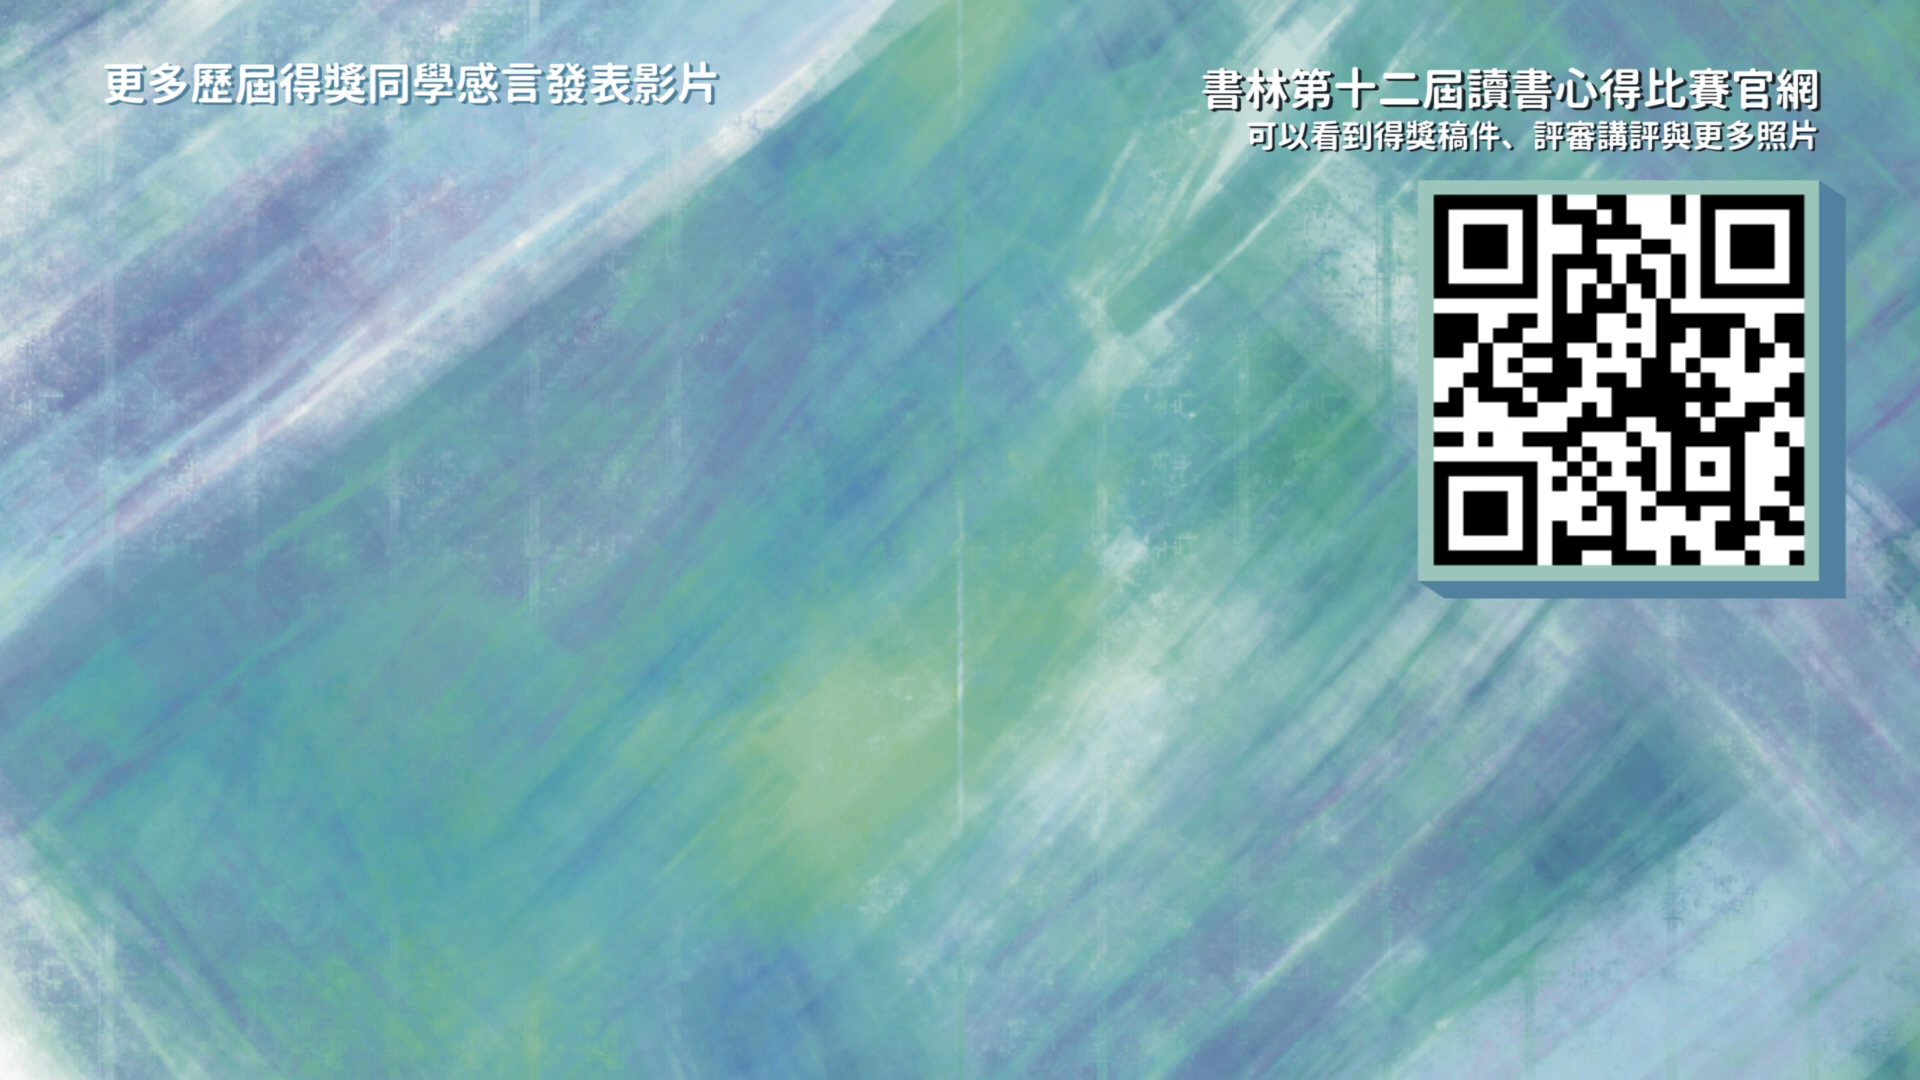 更多歷屆得獎同學感言發表影片
書林第十二屆讀書心得比賽官網
可以看到得獎稿件、評審講評與更多照片